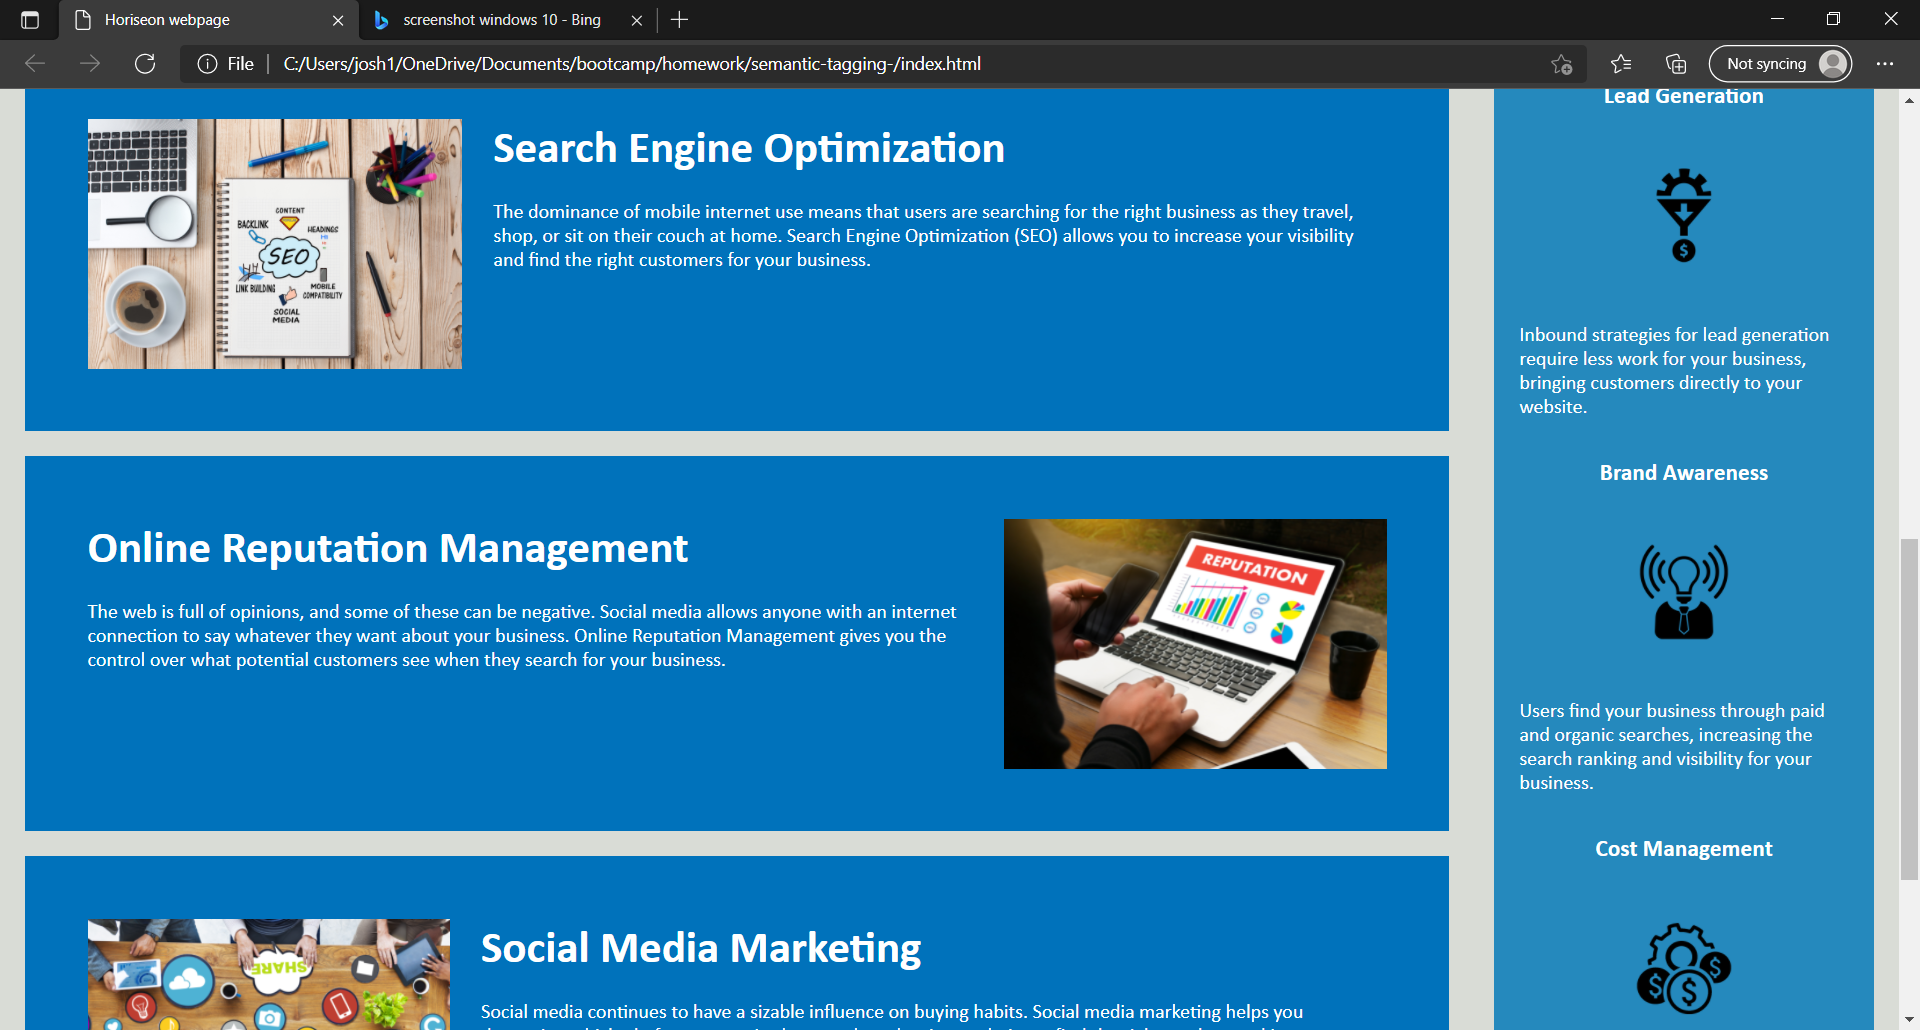 Horiseon webpage
screenshot windows 10 - Bing
File
C:/Users/josh1/OneDrive/Documents/bootcamp/homework/semantic-tagging-/index.html
Not syncing
CONTENT
BACKLINK
HEADINGS
SEO
LINK BUILDING
MOBILE
COMPATIBILITY
SOCIAL
MEDIA
Search Engine Optimization
The dominance of mobile internet use means that users are searching for the right business as they travel,
shop, or sit on their couch at home. Search Engine Optimization (SEO) allows you to increase your visibility
and find the right customers for your business.
Online Reputation Management
The web is full of opinions, and some of these can be negative. Social media allows anyone with an internet
connection to say whatever they want about your business. Online Reputation Management gives you the
control over what potential customers see when they search for your business.
REPUTATION
SHARE
Social Media Marketing
Social media continues to have a sizable influence on buying habits. Social media marketing helps you
Lead Generation
$
Inbound strategies for lead generation
require less work for your business,
bringing customers directly to your
website.
Brand Awareness
Users find your business through paid
and organic searches, increasing the
search ranking and visibility for your
business.
Cost Management
$ $ $